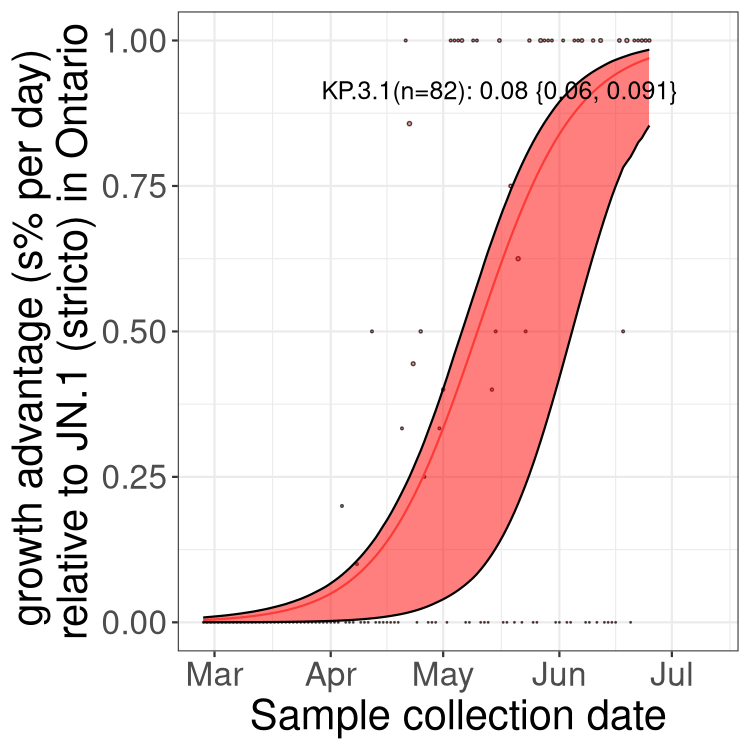 growth advantage (s% per day)
relative to JN.1 (stricto) in Ontario
1.00
0.75
0.50
0.25
0.00
KP.3.1(n=82): 0.08 {0.06, 0.091}
Mar Apr May Jun Jul
Sample collection date